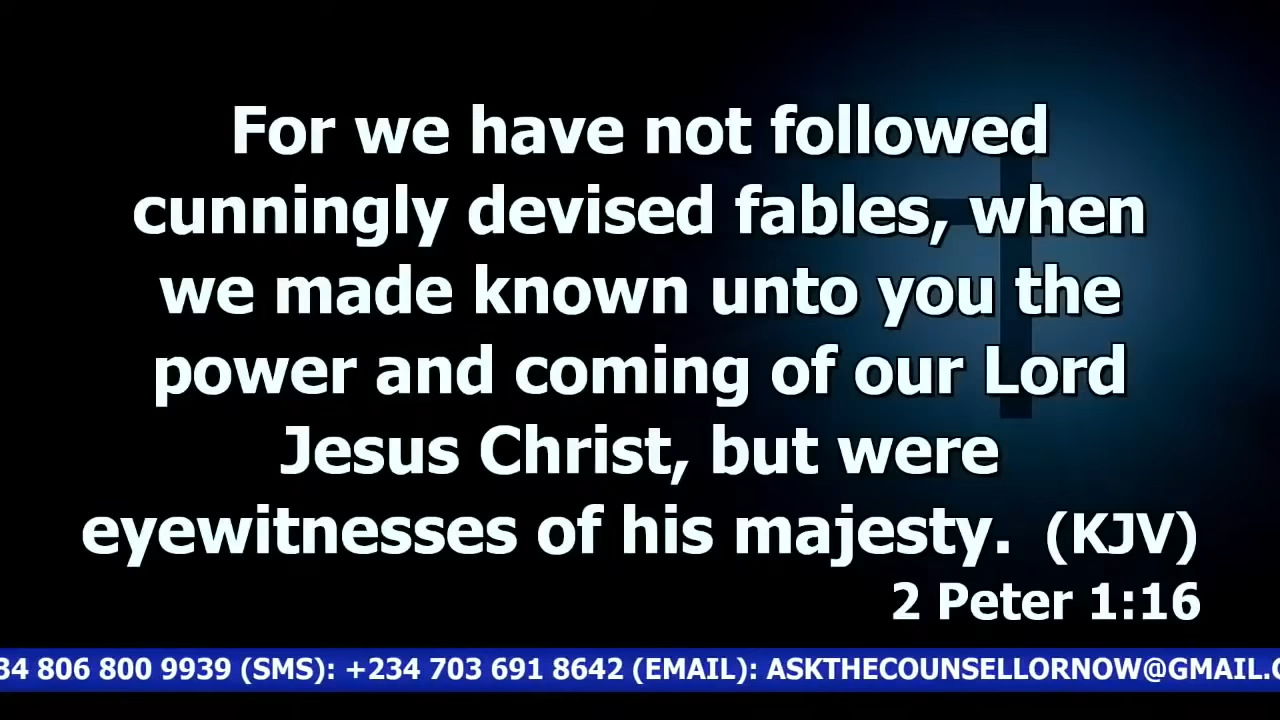 For we have not followed
cunningly devised fables, when
we made known unto you the
power and coming of our Lord
Jesus Christ, but were
eyewitnesses of his majesty. (KJV)
2 Peter 1:16
34 806 800 9939 (SMS): +234 703 691 8642 (EMAIL): ASKTHECOUNSELLORNOW@GMAIL.C